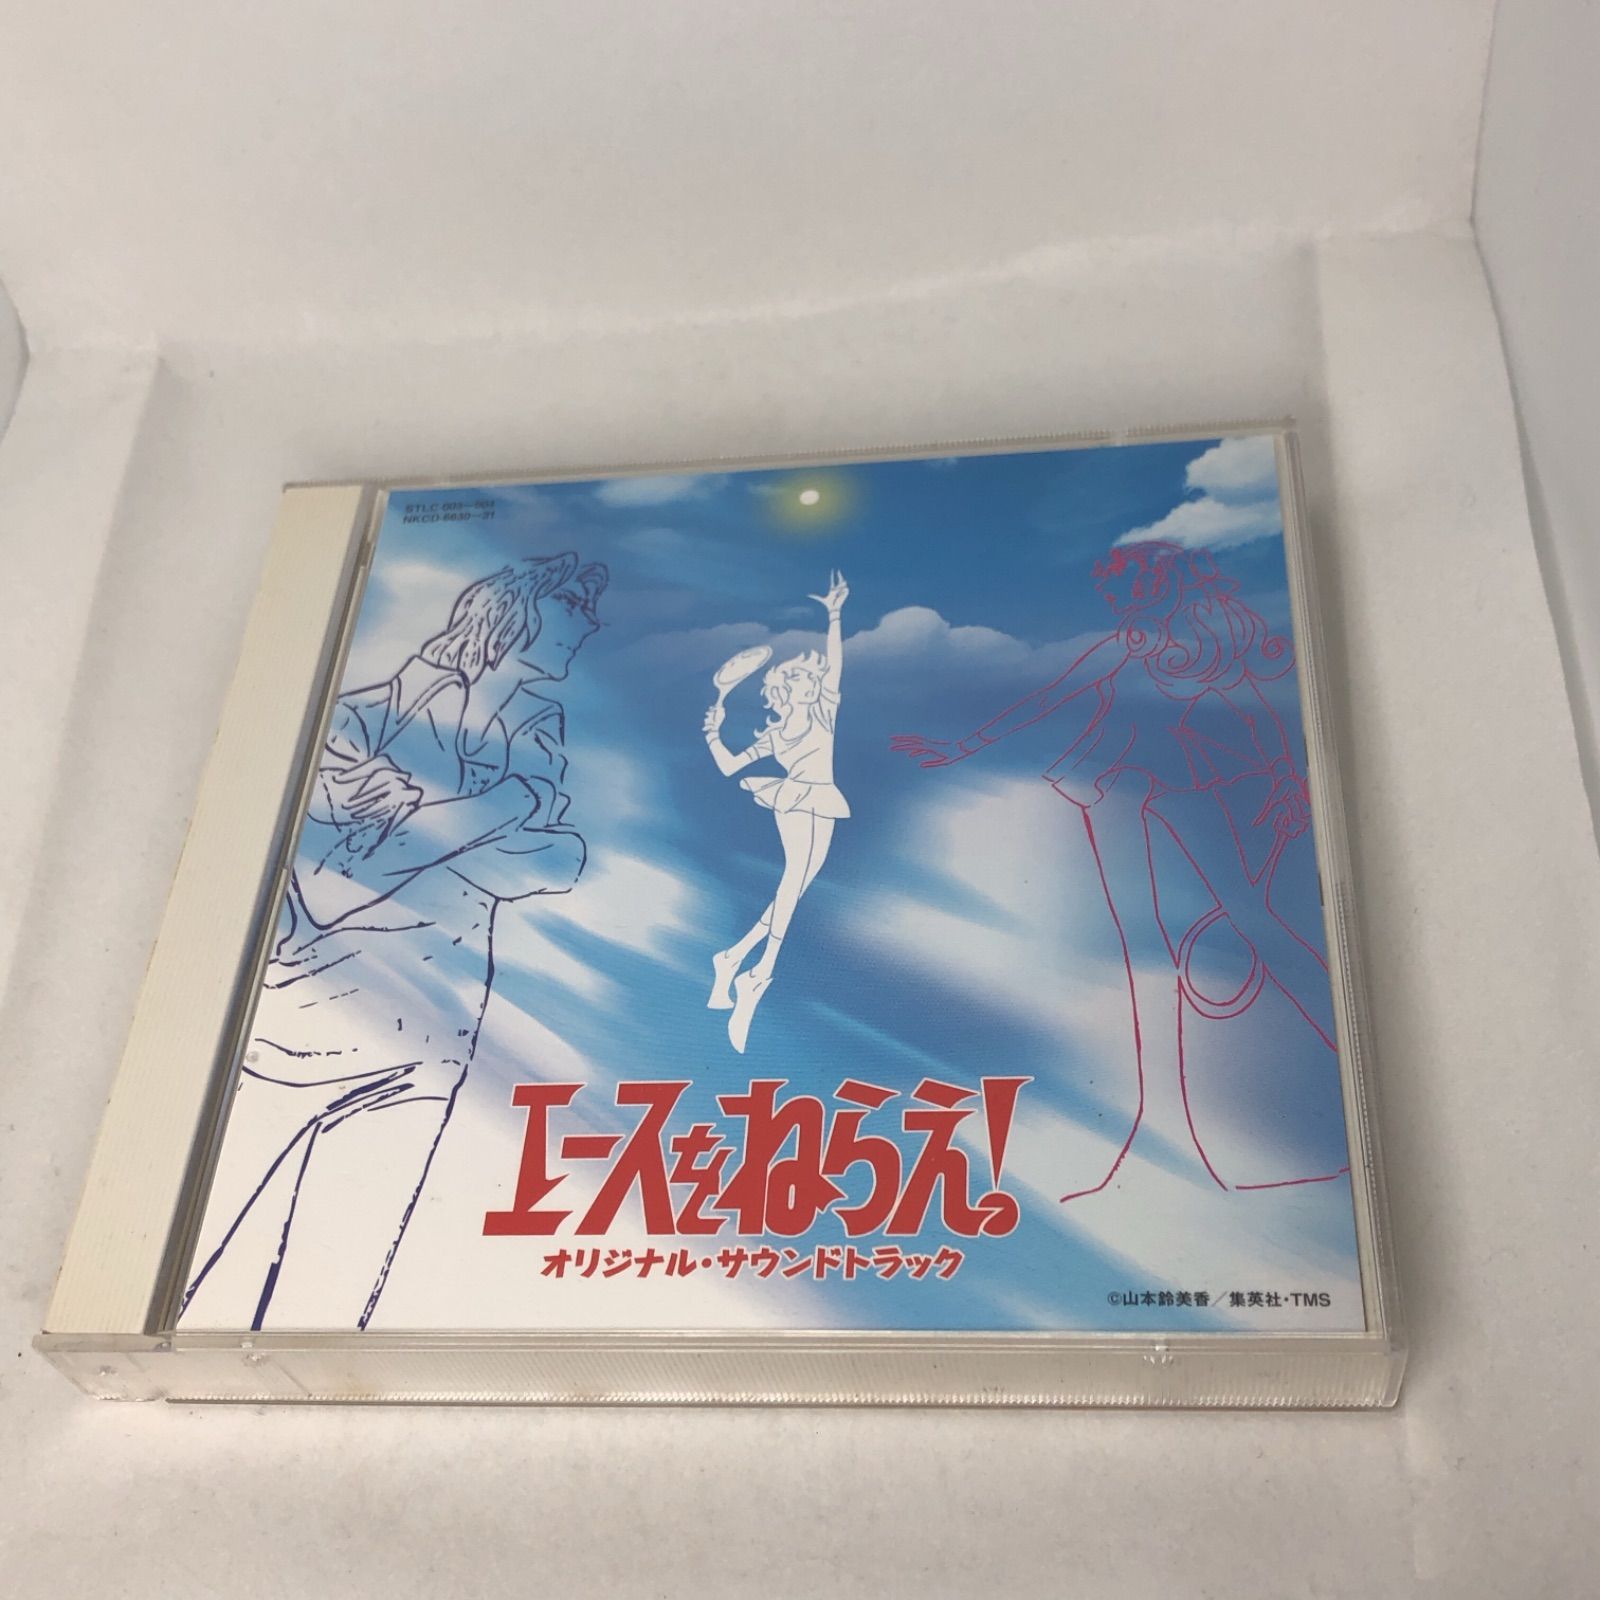 STLC 003〜004
NKCD-6630〜31
エースをねらえ!
オリジナル・サウンドトラック
©山本鈴美香／集英社・TMS